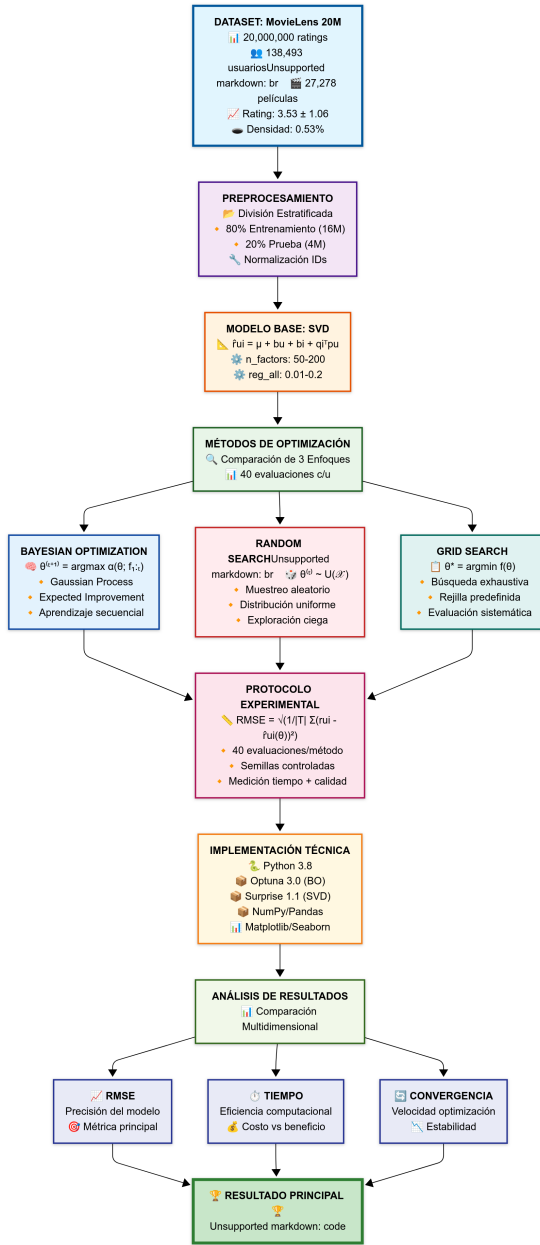 DATASET: MovieLens 20M
📊 20,000,000 ratings
👥 138,493
usuariosUnsupported
markdown: br 🎬 27,278
películas
📈 Rating: 3.53 ± 1.06
🕳️ Densidad: 0.53%
PREPROCESAMIENTO
📂 División Estratificada
🔸 80% Entrenamiento (16M)
🔸 20% Prueba (4M)
🔧 Normalización IDs
MODELO BASE: SVD
📐 r̂ui = μ + bu + bi + qiᵀpu
⚙️ n_factors: 50-200
⚙️ reg_all: 0.01-0.2
MÉTODOS DE OPTIMIZACIÓN
🔍 Comparación de 3 Enfoques
📊 40 evaluaciones c/u
BAYESIAN OPTIMIZATION
🧠 θ⁽ᵗ⁺¹⁾ = argmax α(θ; f₁:ₜ)
🔸 Gaussian Process
🔸 Expected Improvement
🔸 Aprendizaje secuencial
RANDOM
SEARCHUnsupported
markdown: br 🎲 θ⁽ʲ⁾ ~ U(𝒳)
🔸 Muestreo aleatorio
🔸 Distribución uniforme
🔸 Exploración ciega
GRID SEARCH
📋 θ* = argmin f(θ)
🔸 Búsqueda exhaustiva
🔸 Rejilla predefinida
🔸 Evaluación sistemática
PROTOCOLO
EXPERIMENTAL
📏 RMSE = √(1/|T| Σ(rui -
r̂ui(θ))²)
🔸 40 evaluaciones/método
🔸 Semillas controladas
🔸 Medición tiempo + calidad
IMPLEMENTACIÓN TÉCNICA
🐍 Python 3.8
📦 Optuna 3.0 (BO)
📦 Surprise 1.1 (SVD)
📦 NumPy/Pandas
📊 Matplotlib/Seaborn
ANÁLISIS DE RESULTADOS
📊 Comparación
Multidimensional
📈 RMSE
Precisión del modelo
🎯 Métrica principal
⏱️ TIEMPO
Eficiencia computacional
💰 Costo vs beneficio
🔄 CONVERGENCIA
Velocidad optimización
📉 Estabilidad
🏆 RESULTADO PRINCIPAL
🏆
Unsupported markdown: code